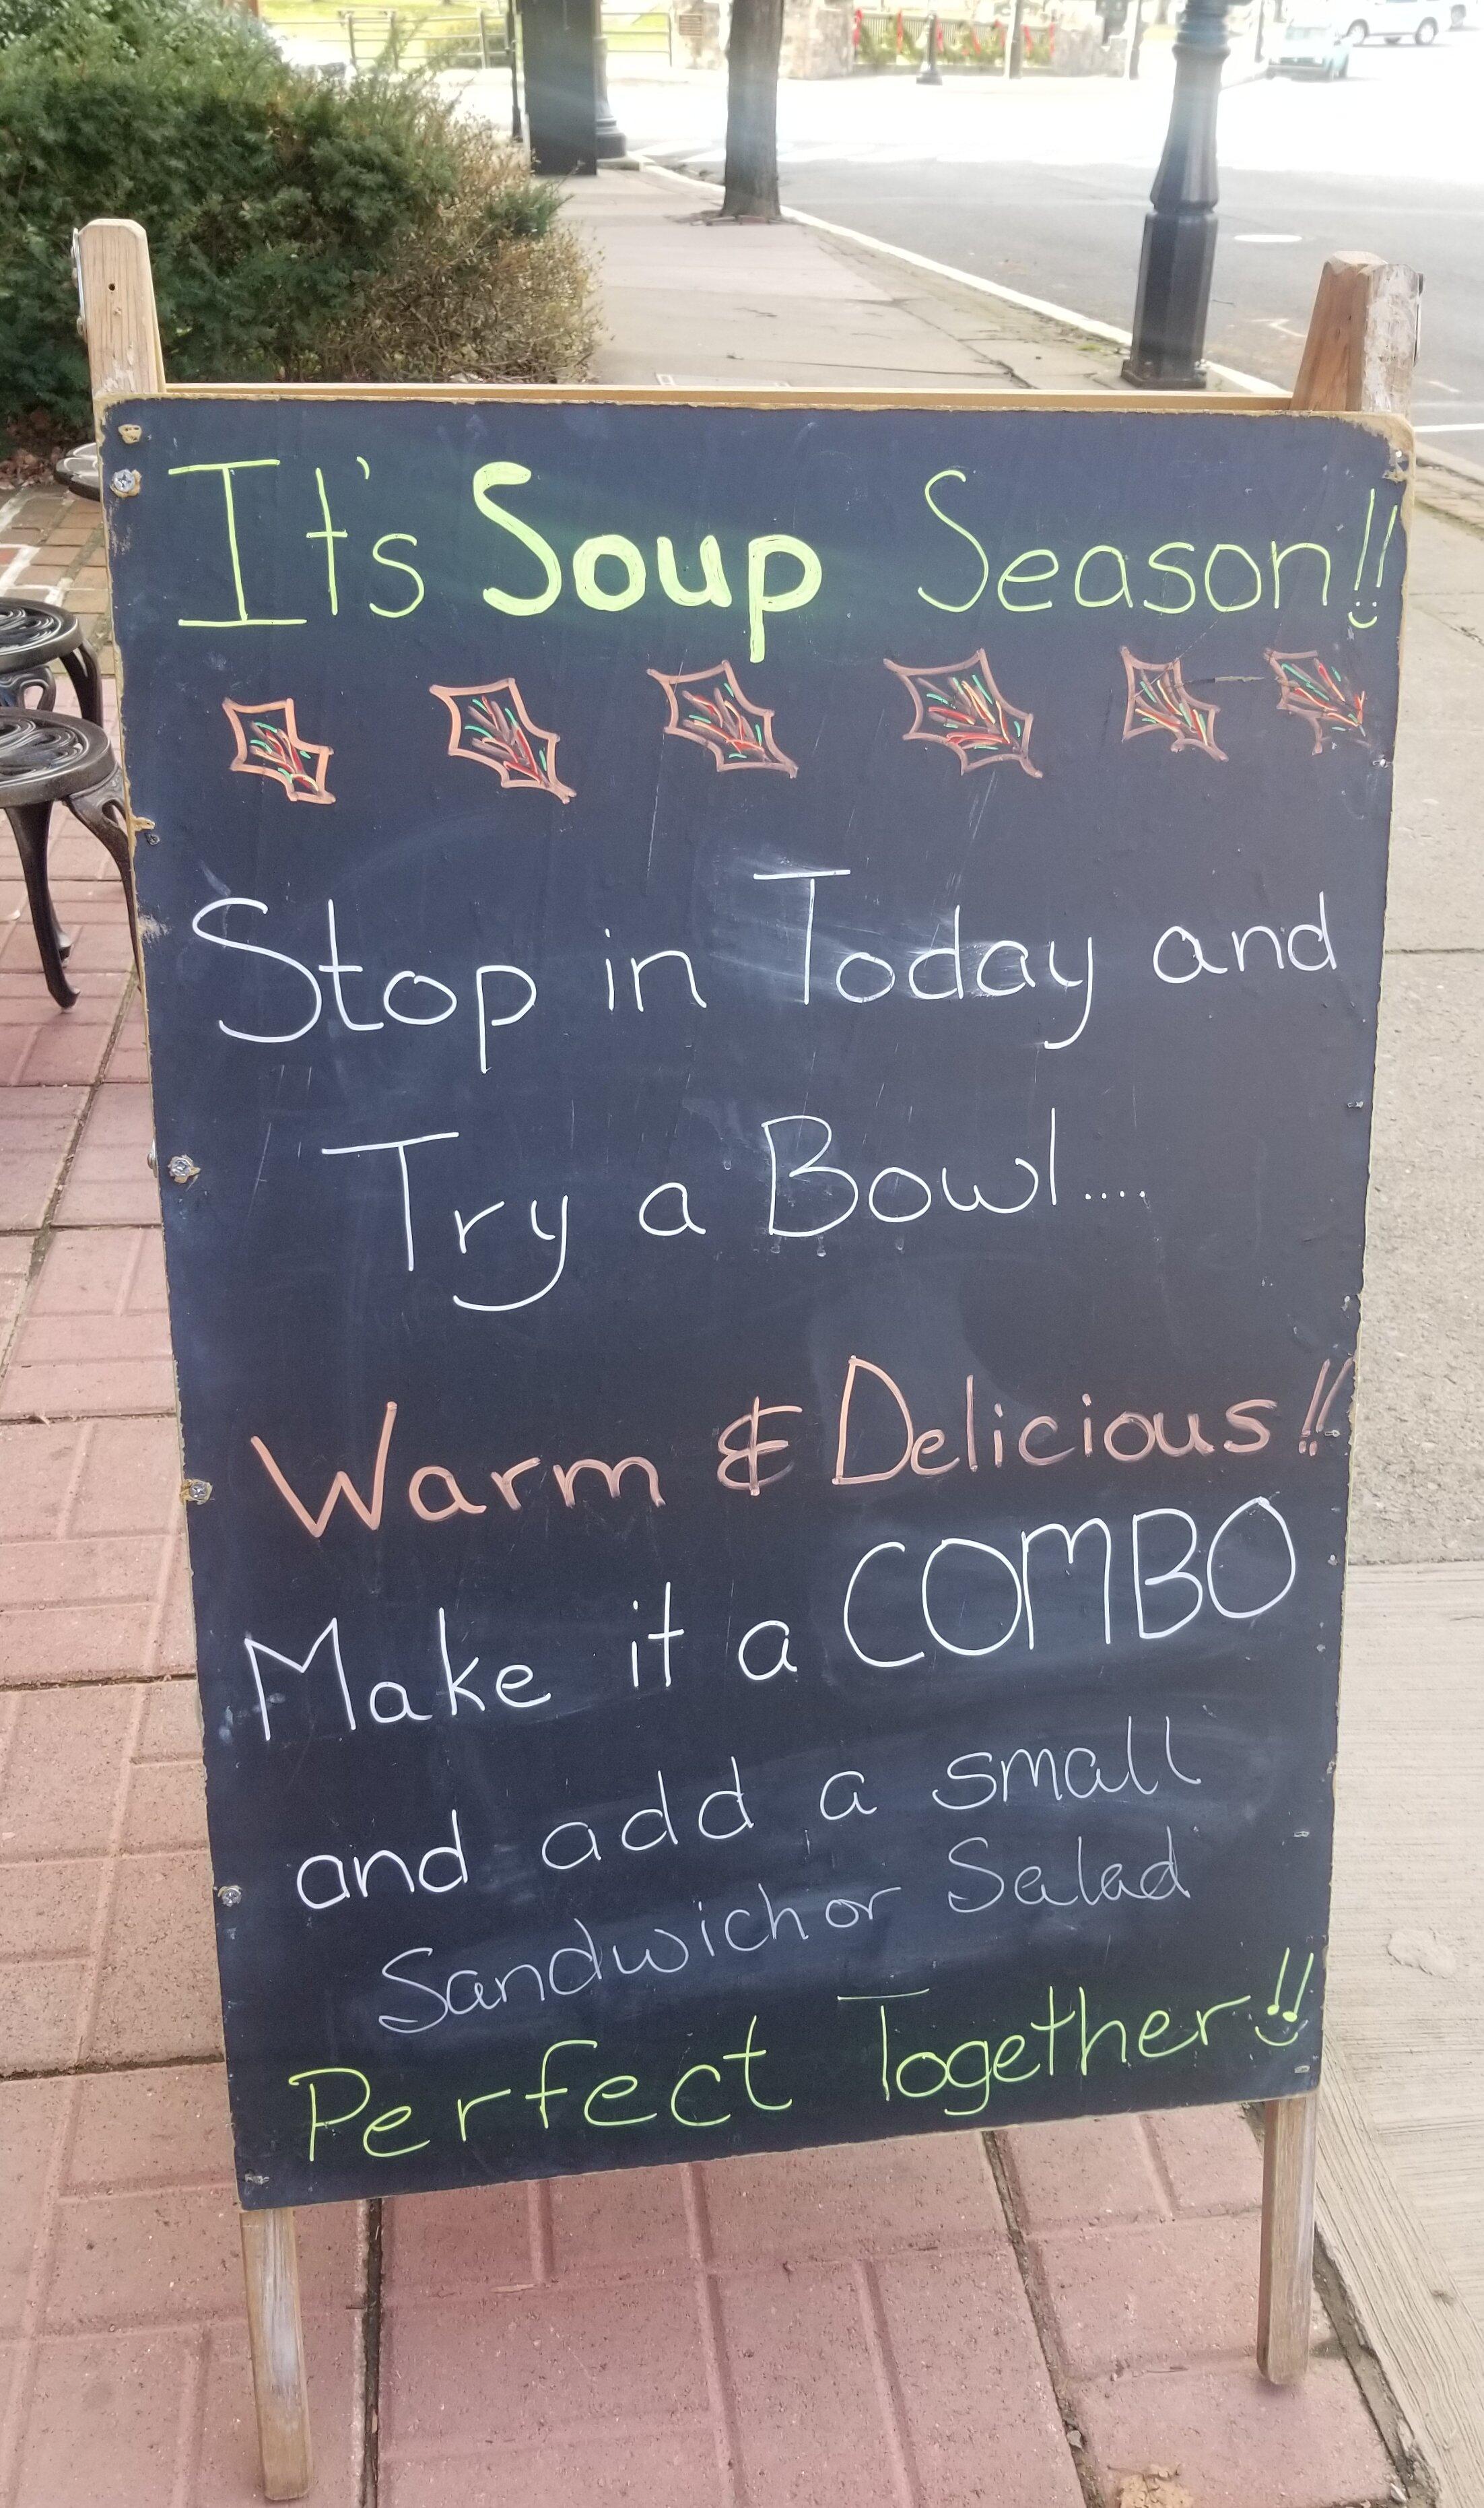 It's Soup Season!!
Stop in Today and
Try a Bowl....
Warm & Delicious!!
Make it a COMBO
and add a small
Sandwich or Salad
Perfect Together!!